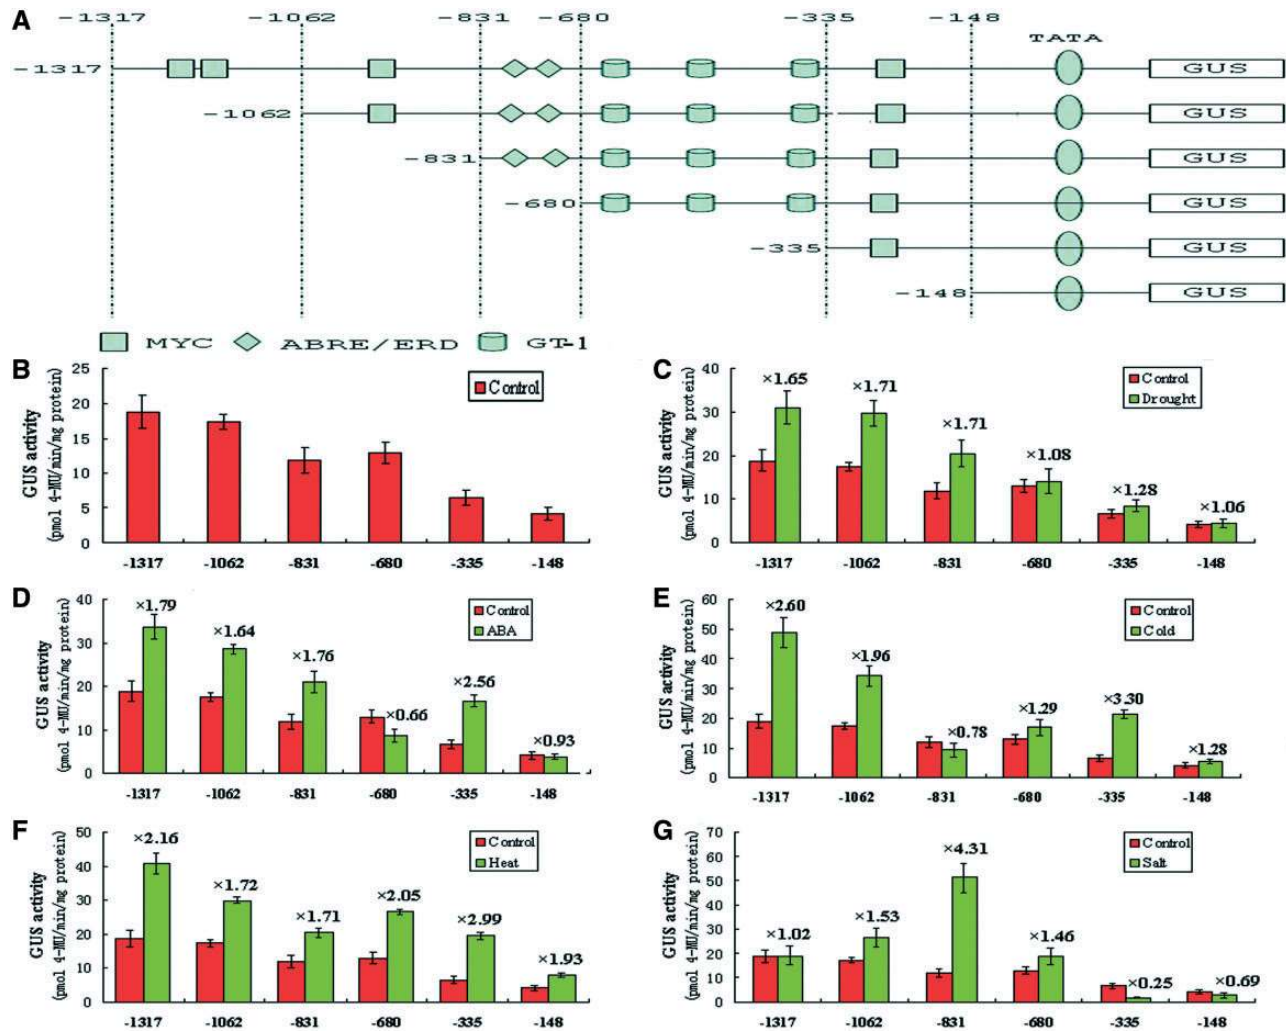 A
-1317 -1062 -831 -680 -335 -148
TATA
-1317 GUS
-1062 GUS
-831 GUS
-680 GUS
-335 GUS
-148 GUS
MYC ABRE/ERD GT-1
B
GUS activity
(pmol 4-MU/min/mg protein)
25
20
15
10
5
0
Control
-1317 -1062 -831 -680 -335 -148
C
GUS activity
(pmol 4-MU/min/mg protein)
40
30
20
10
0
Control
Drought
×1.65 ×1.71 ×1.71 ×1.08 ×1.28 ×1.06
-1317 -1062 -831 -680 -335 -148
D
GUS activity
(pmol 4-MU/min/mg protein)
40
30
20
10
0
Control
ABA
×1.79 ×1.64 ×1.76 ×0.66 ×2.56 ×0.93
-1317 -1062 -831 -680 -335 -148
E
GUS activity
(pmol 4-MU/min/mg protein)
60
50
40
30
20
10
0
Control
Cold
×2.60 ×1.96 ×0.78 ×1.29 ×3.30 ×1.28
-1317 -1062 -831 -680 -335 -148
F
GUS activity
(pmol 4-MU/min/mg protein)
50
40
30
20
10
0
Control
Heat
×2.16 ×1.72 ×1.71 ×2.05 ×2.99 ×1.93
-1317 -1062 -831 -680 -335 -148
G
GUS activity
(pmol 4-MU/min/mg protein)
70
60
50
40
30
20
10
0
Control
Salt
×1.02 ×1.53 ×4.31 ×1.46 ×0.25 ×0.69
-1317 -1062 -831 -680 -335 -148